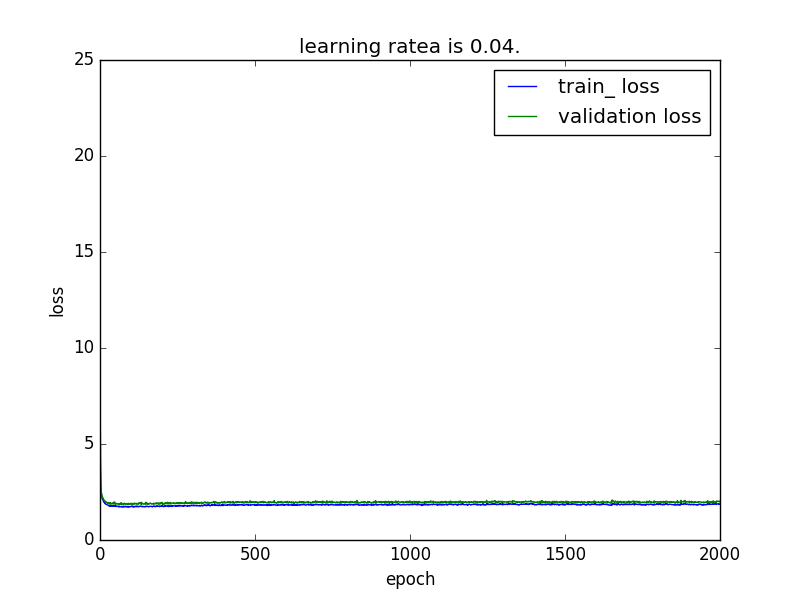 learning ratea is 0.04.
25
20
15
10
5
0
loss
train_ loss
validation loss
0 500 1000 1500 2000
epoch